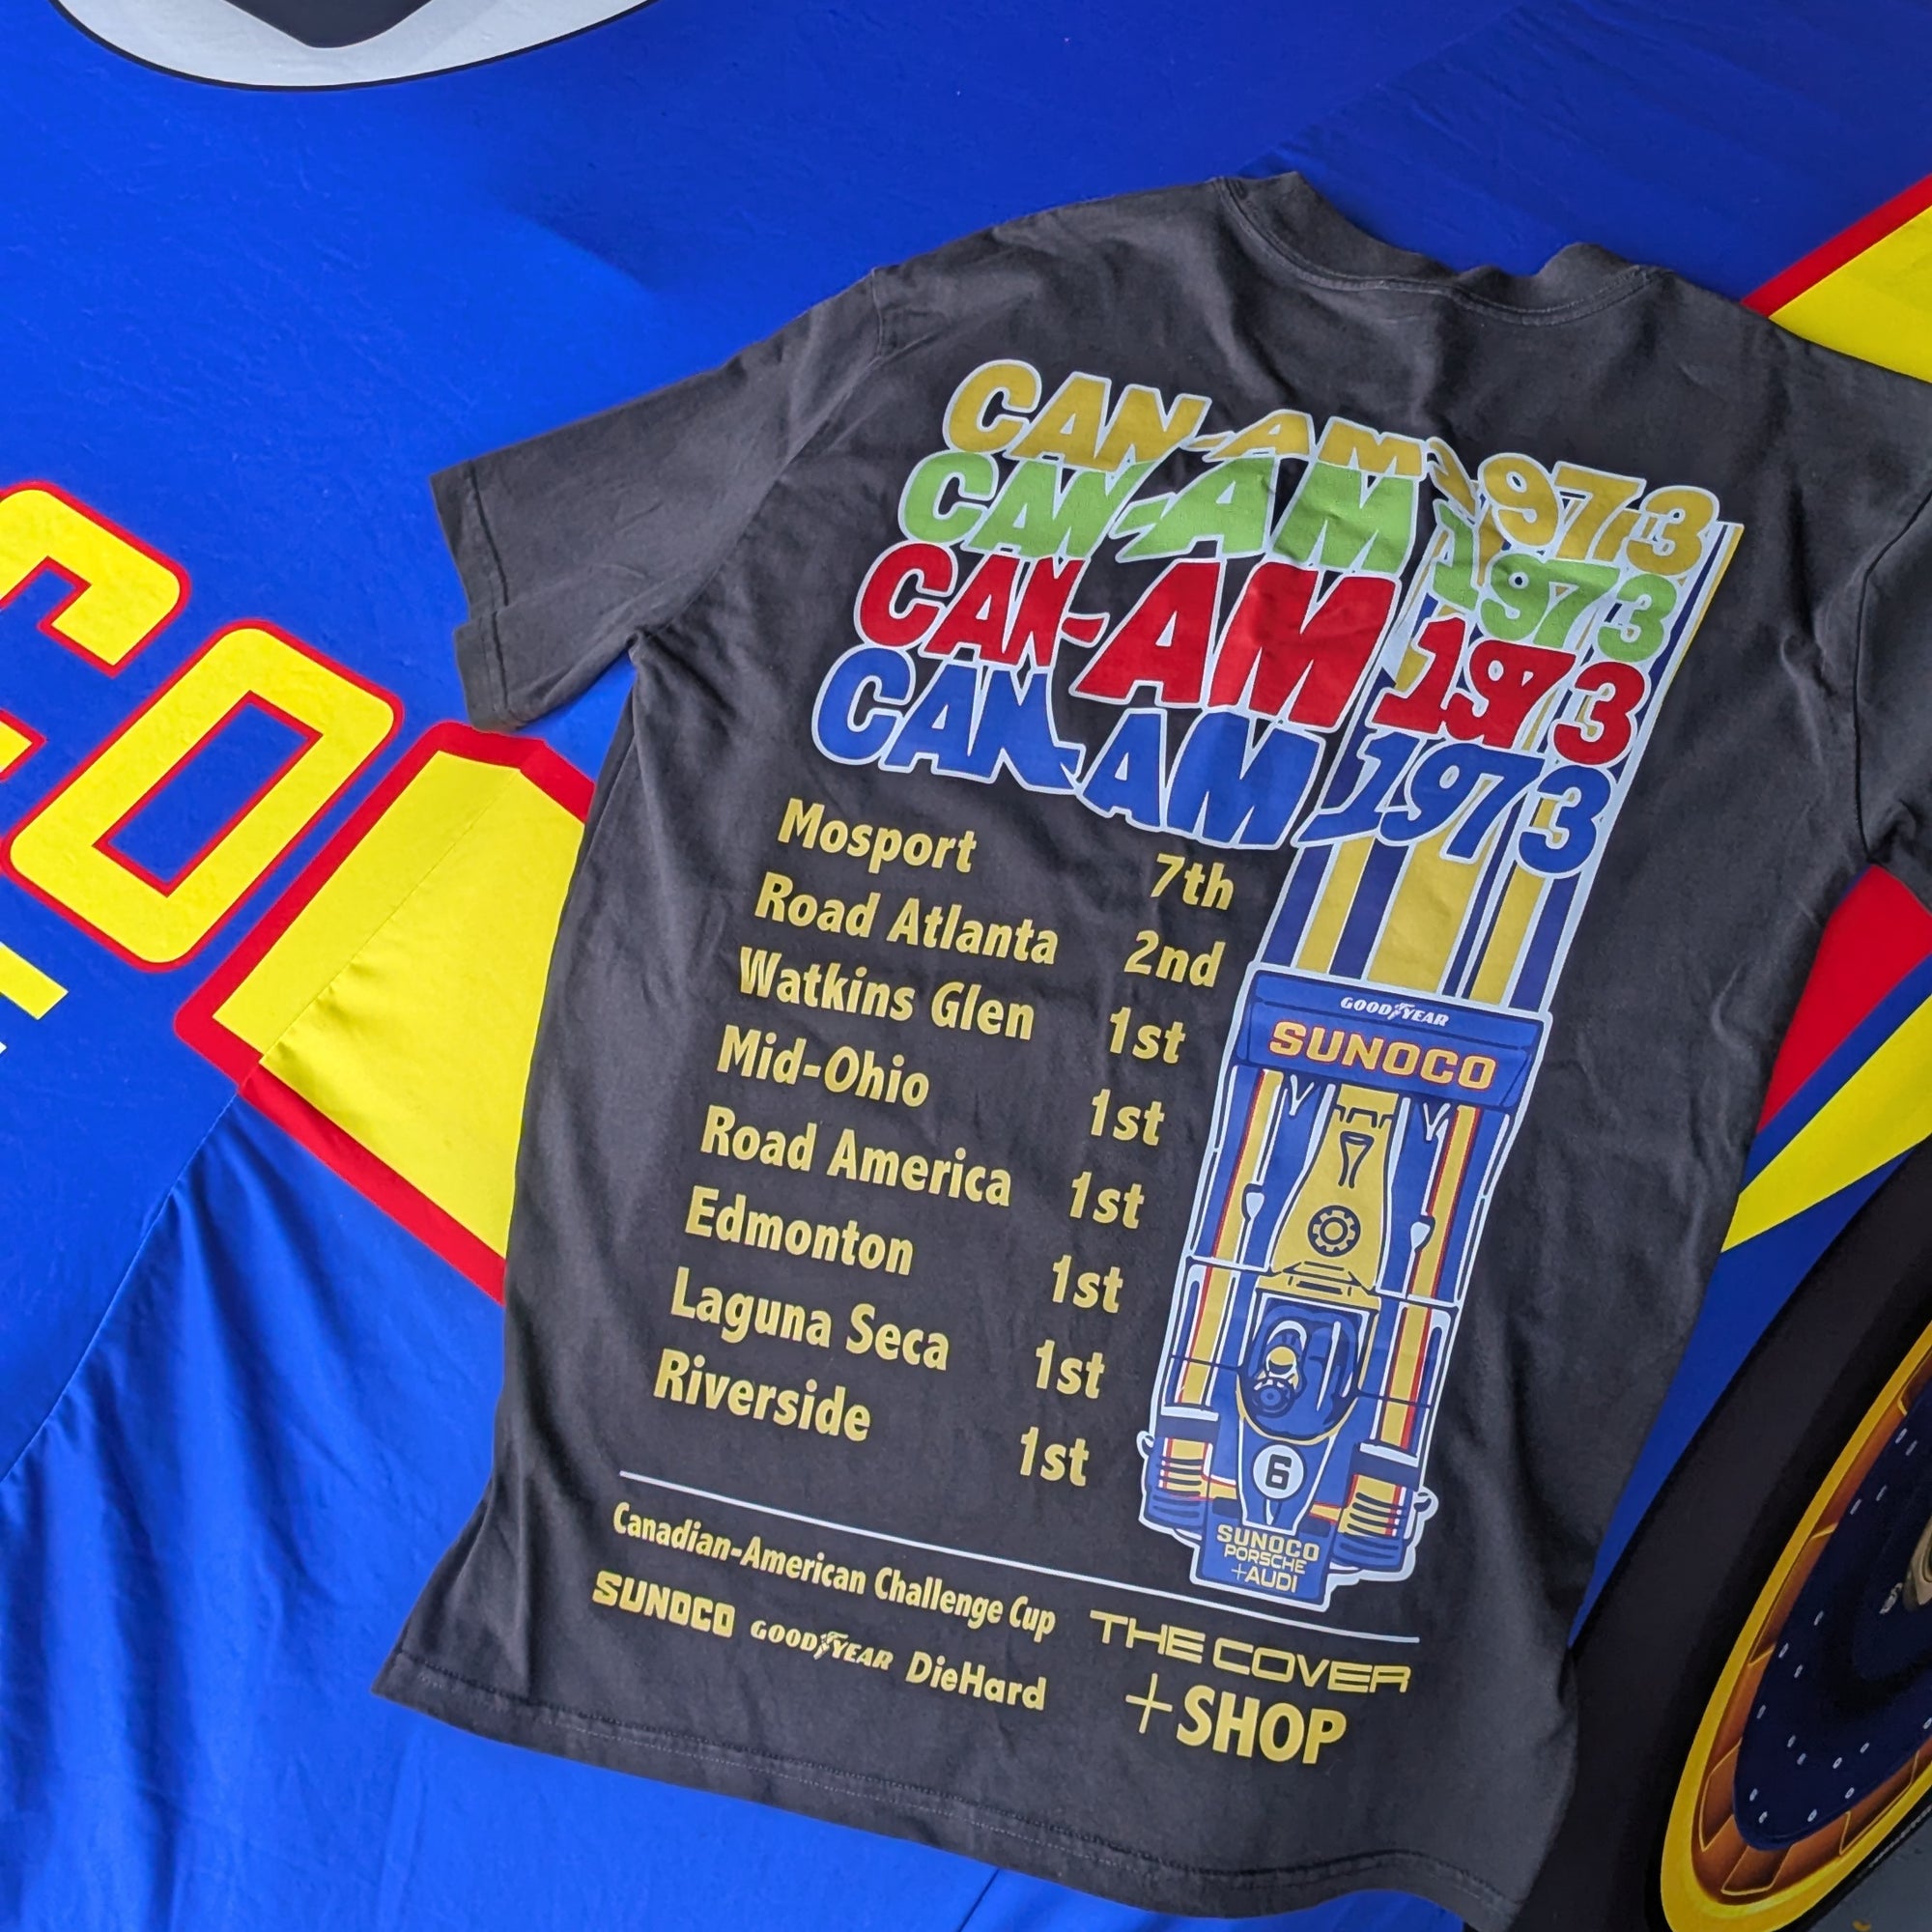 CAN-AM 1973
CAN-AM 1973
CAN-AM 1973
CAN-AM 1973
Mosport 7th
Road Atlanta 2nd
Watkins Glen 1st
Mid-Ohio 1st
Road America 1st
Edmonton 1st
Laguna Seca 1st
Riverside 1st
GOODYEAR
SUNOCO
6
SUNOCO
PORSCHE
+AUDI
Canadian-American Challenge Cup
SUNOCO GOODYEAR DieHard
THE COVER
+SHOP